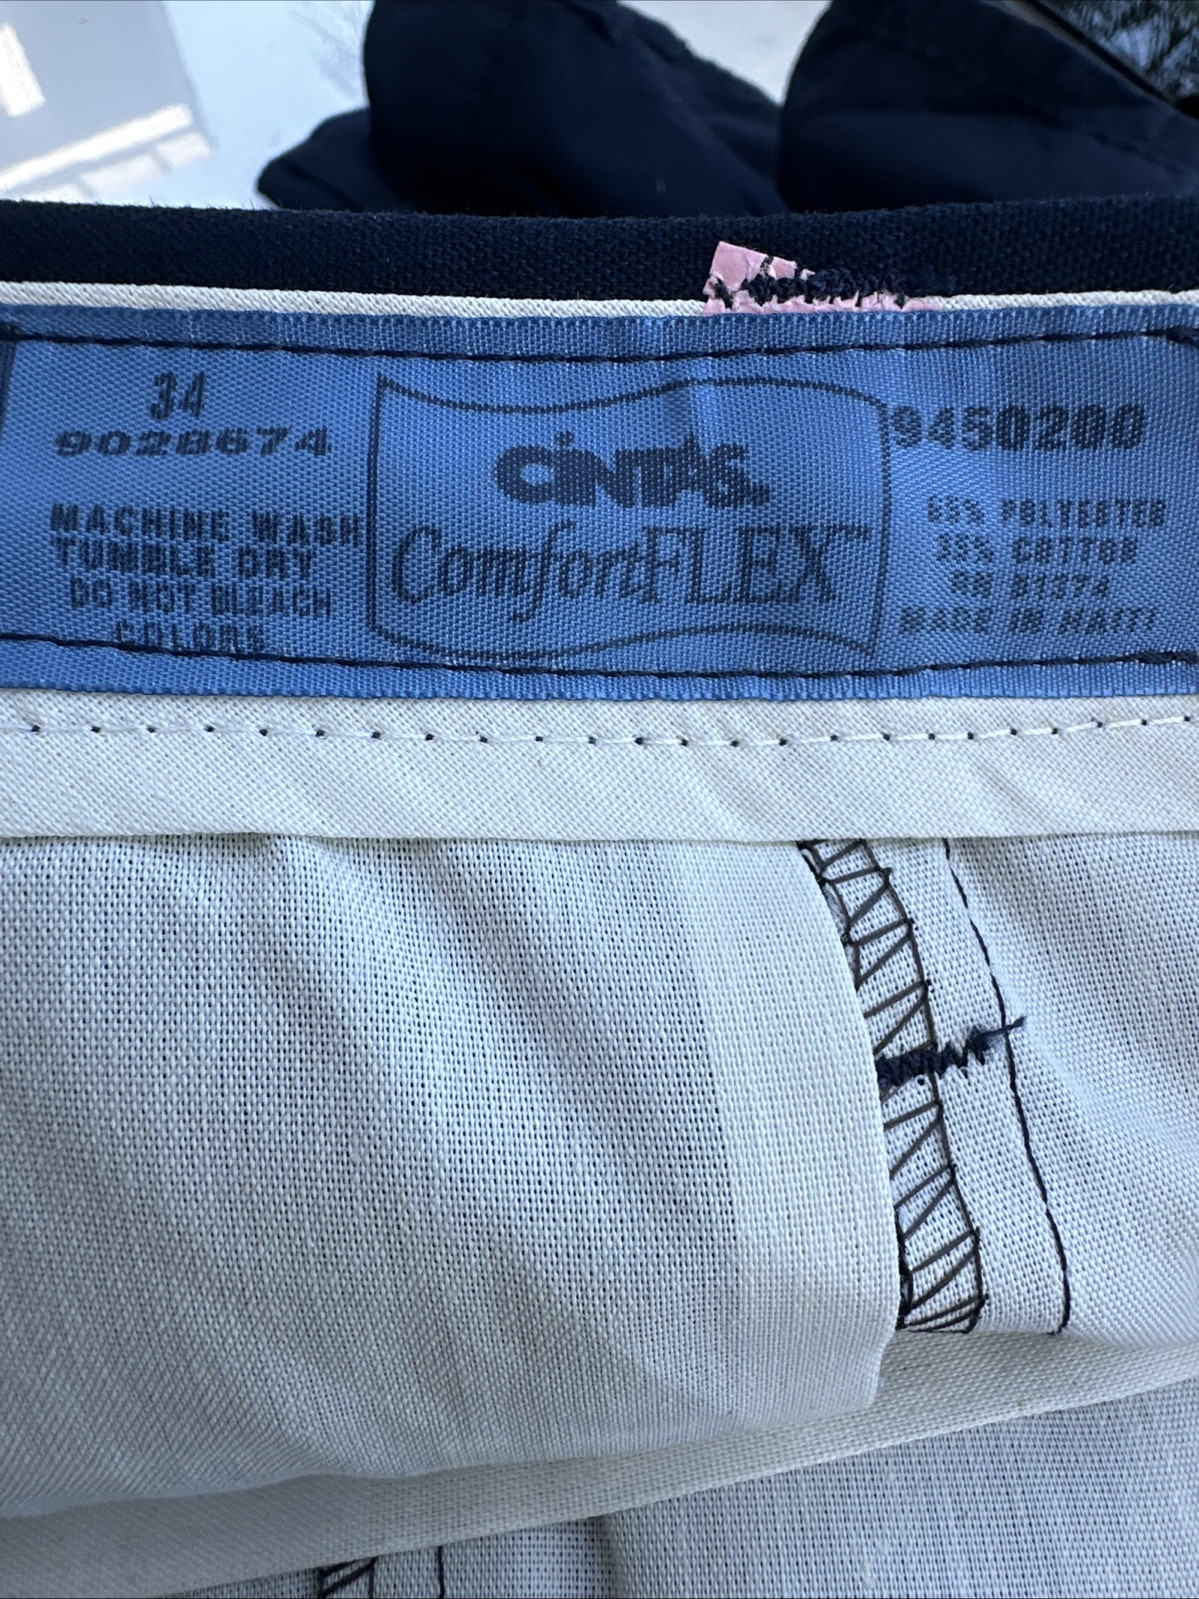 34
9028674
MACHINE WASH
TUMBLE DRY
DO NOT BLEACH
COLORS
CINTAS.
ComfortFLEX™
9450200
65% POLYESTER
35% COTTON
RN 81374
MADE IN HAITI